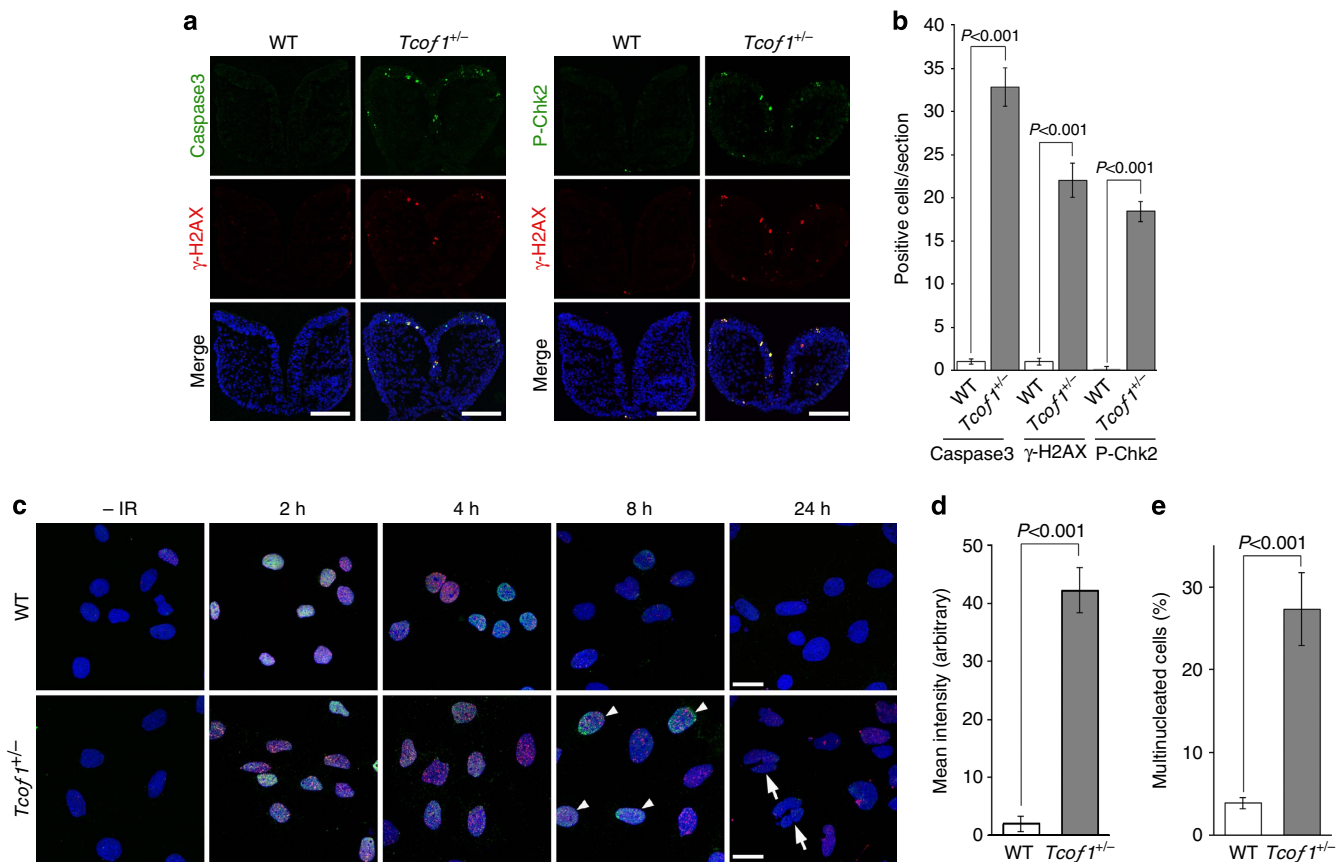 a
WT
Tcof1+/–
WT
Tcof1+/–
Caspase3
γ-H2AX
Merge
P-Chk2
γ-H2AX
Merge
b
Positive cells/section
40
35
30
25
20
15
10
5
0
P<0.001
P<0.001
P<0.001
WT
Tcof1+/–
WT
Tcof1+/–
WT
Tcof1+/–
Caspase3
γ-H2AX
P-Chk2
c
– IR
2 h
4 h
8 h
24 h
WT
Tcof1+/–
d
Mean intensity (arbitrary)
50
40
30
20
10
0
P<0.001
WT
Tcof1+/–
e
Multinucleated cells (%)
30
20
10
0
P<0.001
WT
Tcof1+/–